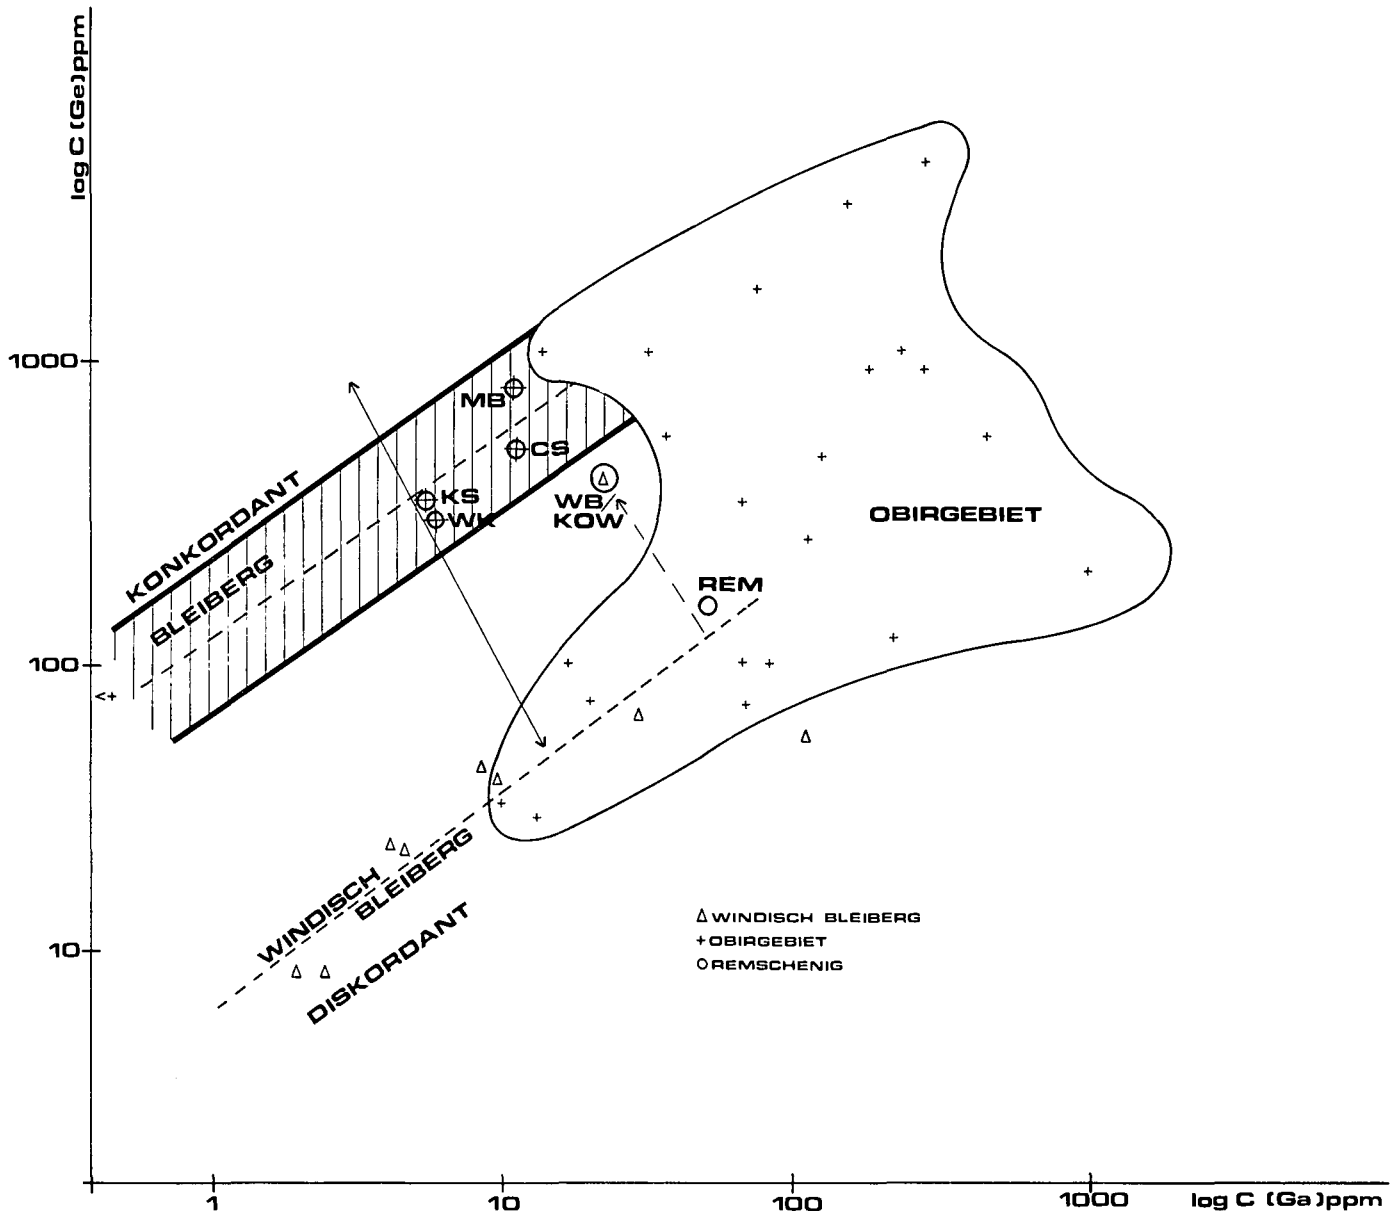 log C (Ge)ppm
1000
100
10
KONKORDANT
BLEIBERG
MB
CS
KS
WK
WB/
KOW
REM
OBIRGEBIET
<+
WINDISCH
BLEIBERG
DISKORDANT
△ WINDISCH BLEIBERG
+ OBIRGEBIET
○ REMSCHENIG
1
10
100
1000
log C (Ga)ppm